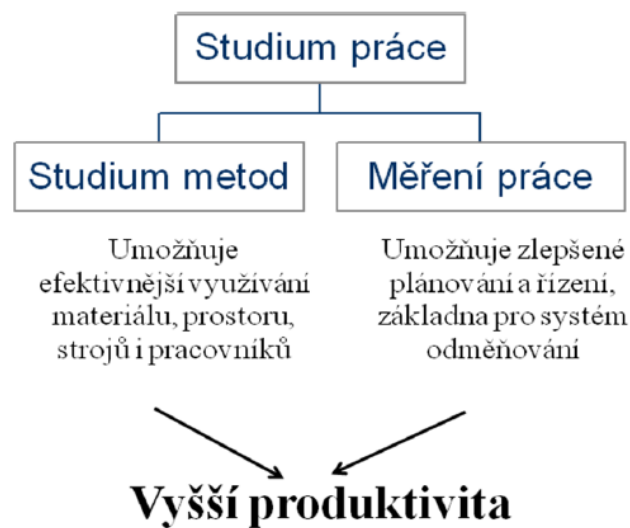 Studium práce
Studium metod
Měření práce
Umožňuje
efektivnější využívání
materiálu, prostoru,
strojů i pracovníků
Umožňuje zlepšené
plánování a řízení,
základna pro systém
odměňování
Vyšší produktivita